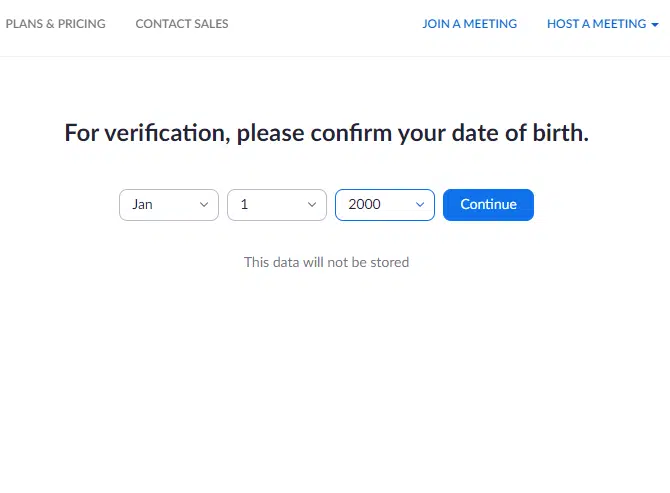 PLANS & PRICING CONTACT SALES JOIN A MEETING HOST A MEETING
For verification, please confirm your date of birth.
Jan 1 2000 Continue
This data will not be stored